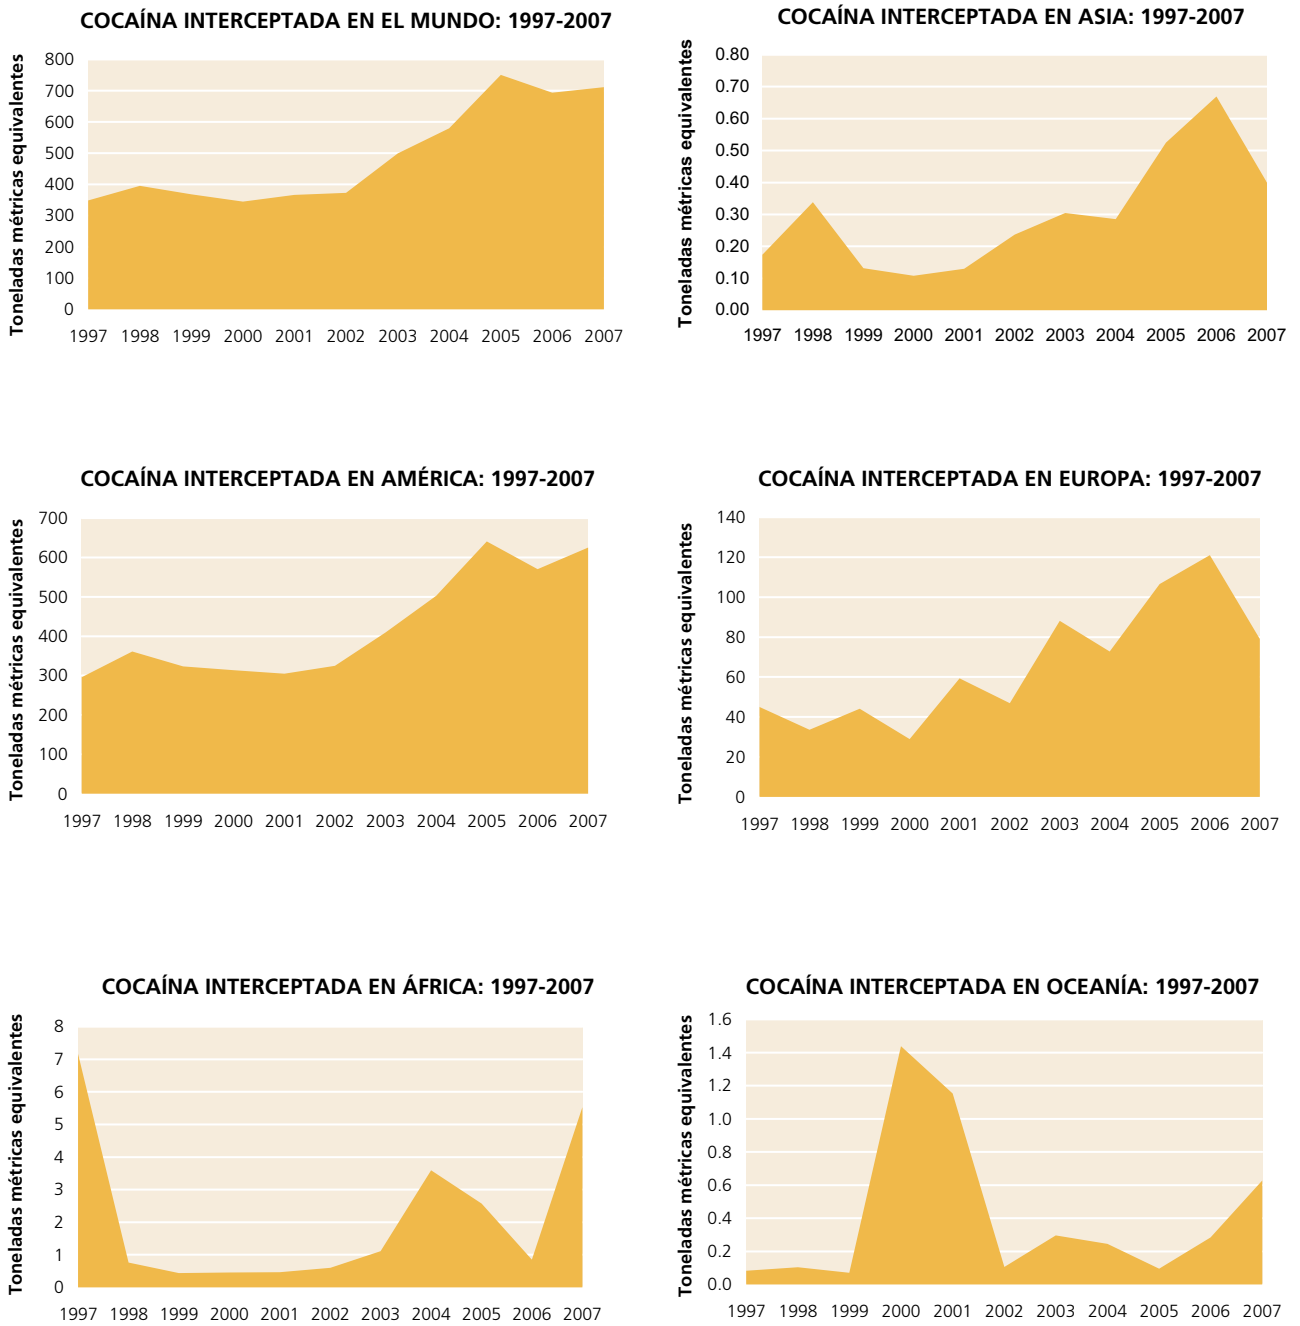 COCAÍNA INTERCEPTADA EN EL MUNDO: 1997-2007
Toneladas métricas equivalentes
800
700
600
500
400
300
200
100
0
1997 1998 1999 2000 2001 2002 2003 2004 2005 2006 2007
COCAÍNA INTERCEPTADA EN ASIA: 1997-2007
Toneladas métricas equivalentes
0.80
0.70
0.60
0.50
0.40
0.30
0.20
0.10
0.00
1997 1998 1999 2000 2001 2002 2003 2004 2005 2006 2007
COCAÍNA INTERCEPTADA EN AMÉRICA: 1997-2007
Toneladas métricas equivalentes
700
600
500
400
300
200
100
0
1997 1998 1999 2000 2001 2002 2003 2004 2005 2006 2007
COCAÍNA INTERCEPTADA EN EUROPA: 1997-2007
Toneladas métricas equivalentes
140
120
100
80
60
40
20
0
1997 1998 1999 2000 2001 2002 2003 2004 2005 2006 2007
COCAÍNA INTERCEPTADA EN ÁFRICA: 1997-2007
Toneladas métricas equivalentes
8
7
6
5
4
3
2
1
0
1997 1998 1999 2000 2001 2002 2003 2004 2005 2006 2007
COCAÍNA INTERCEPTADA EN OCEANÍA: 1997-2007
Toneladas métricas equivalentes
1.6
1.4
1.2
1.0
0.8
0.6
0.4
0.2
0.0
1997 1998 1999 2000 2001 2002 2003 2004 2005 2006 2007